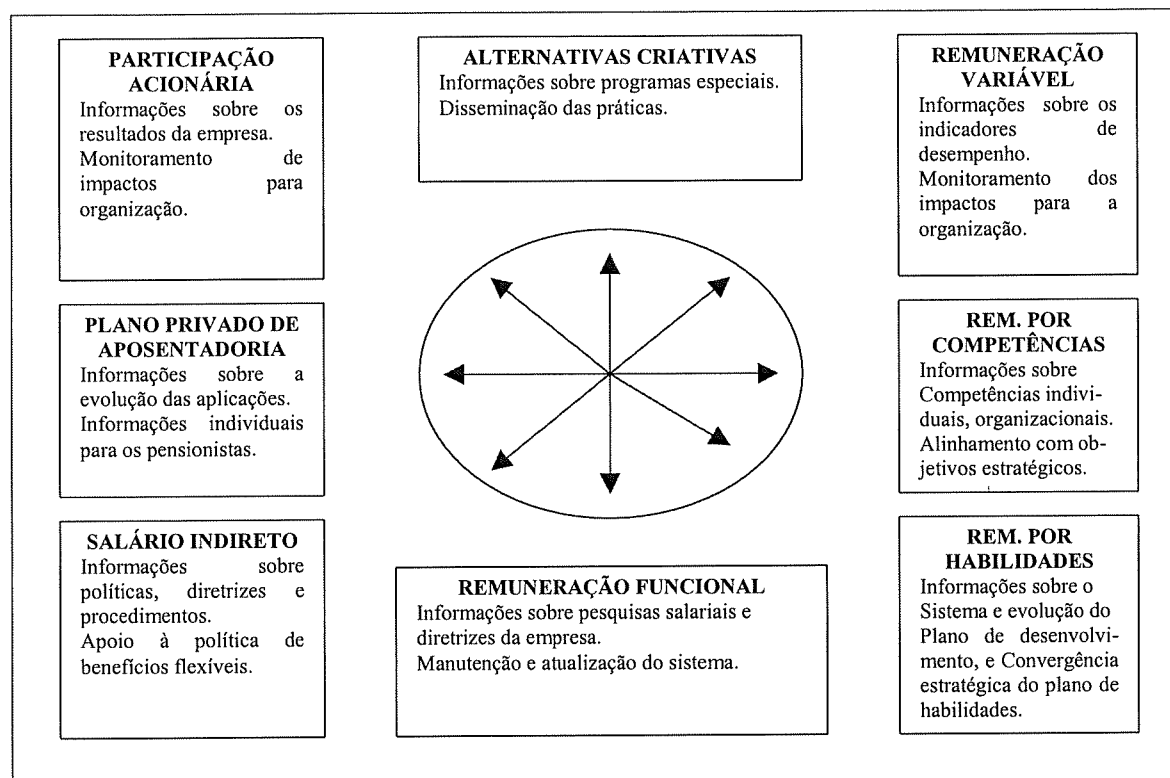 PARTICIPAÇÃO
ACIONÁRIA
Informações sobre os
resultados da empresa.
Monitoramento de
impactos para
organização.
ALTERNATIVAS CRIATIVAS
Informações sobre programas especiais.
Disseminação das práticas.
REMUNERAÇÃO
VARIÁVEL
Informações sobre os
indicadores de
desempenho.
Monitoramento dos
impactos para a
organização.
PLANO PRIVADO DE
APOSENTADORIA
Informações sobre a
evolução das aplicações.
Informações individuais
para os pensionistas.
REM. POR
COMPETÊNCIAS
Informações sobre
Competências indivi-
duais, organizacionais.
Alinhamento com ob-
jetivos estratégicos.
SALÁRIO INDIRETO
Informações sobre
políticas, diretrizes e
procedimentos.
Apoio à política de
benefícios flexíveis.
REMUNERAÇÃO FUNCIONAL
Informações sobre pesquisas salariais e
diretrizes da empresa.
Manutenção e atualização do sistema.
REM. POR
HABILIDADES
Informações sobre o
Sistema e evolução do
Plano de desenvolvi-
mento, e Convergência
estratégica do plano de
habilidades.